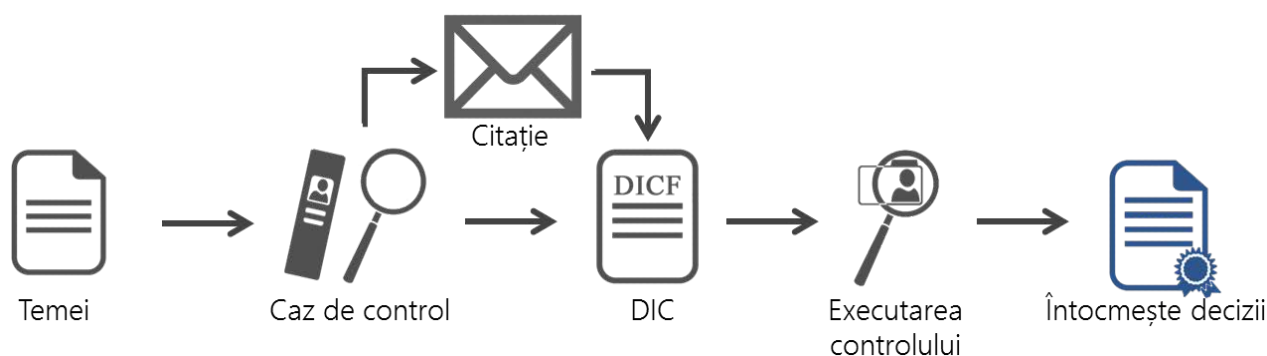 Citație
DICF
Temei
Caz de control
DIC
Executarea
controlului
Întocmește decizii